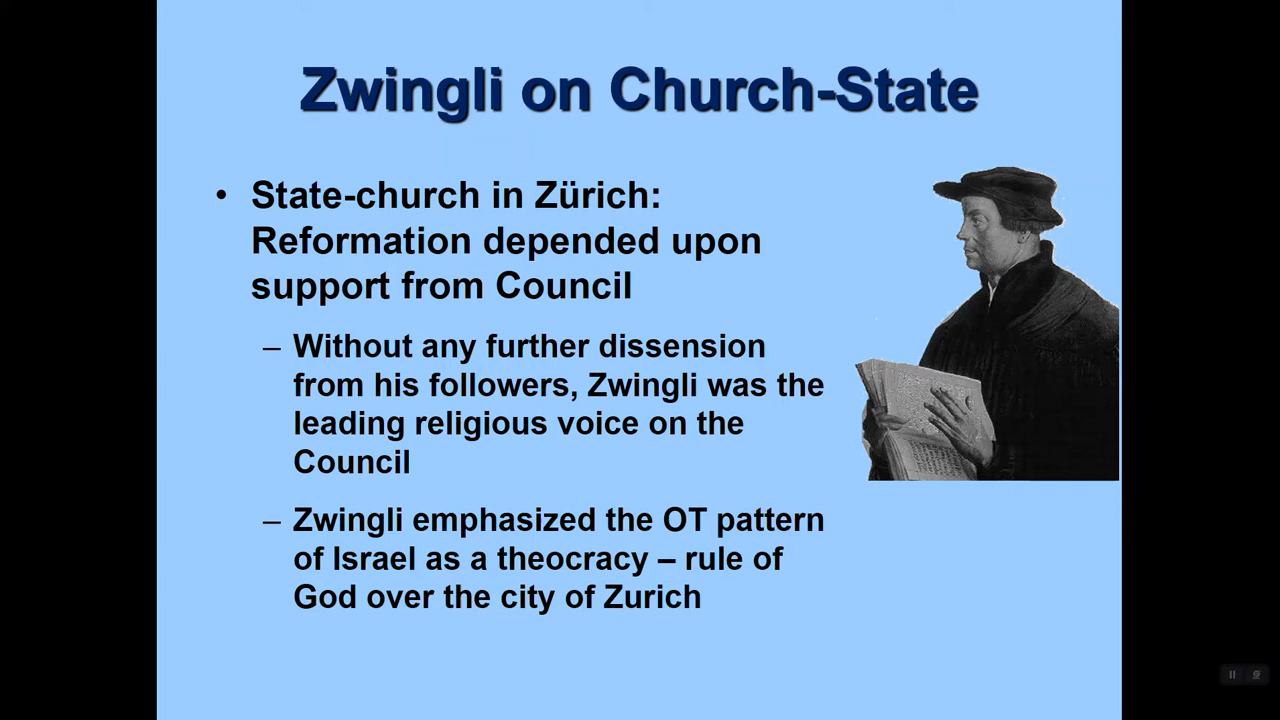 Zwingli on Church-State
• State-church in Zürich:
Reformation depended upon
support from Council
– Without any further dissension
from his followers, Zwingli was the
leading religious voice on the
Council
– Zwingli emphasized the OT pattern
of Israel as a theocracy – rule of
God over the city of Zurich